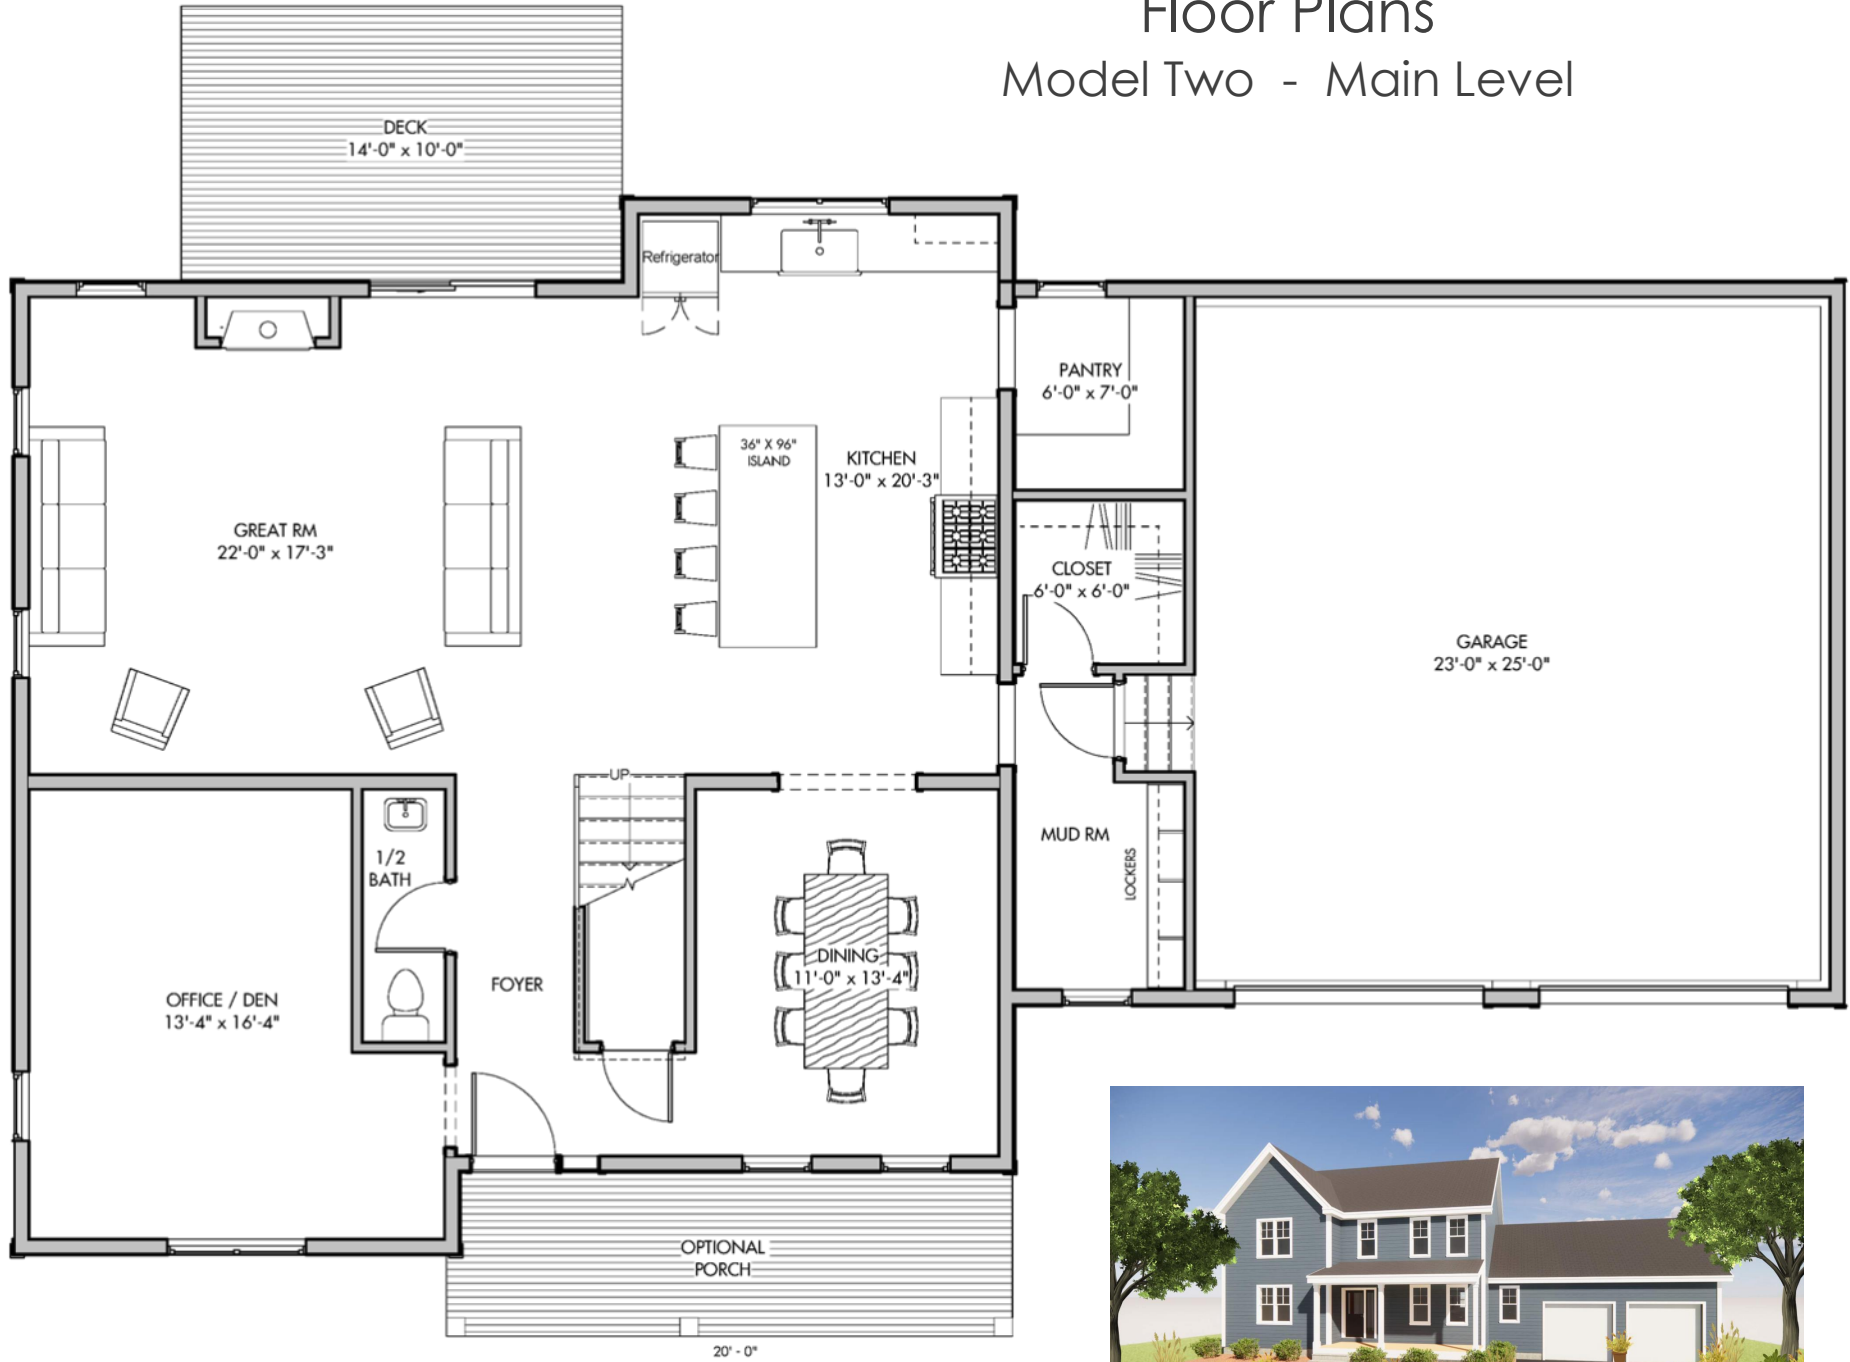 Floor Plans
Model Two - Main Level
DECK
14'-0" x 10'-0"
Refrigerator
PANTRY
6'-0" x 7'-0"
36" X 96"
ISLAND
KITCHEN
13'-0" x 20'-3"
GREAT RM
22'-0" x 17'-3"
CLOSET
6'-0" x 6'-0"
GARAGE
23'-0" x 25'-0"
UP
MUD RM
LOCKERS
1/2
BATH
DINING
11'-0" x 13'-4"
FOYER
OFFICE / DEN
13'-4" x 16'-4"
OPTIONAL
PORCH
20' - 0"